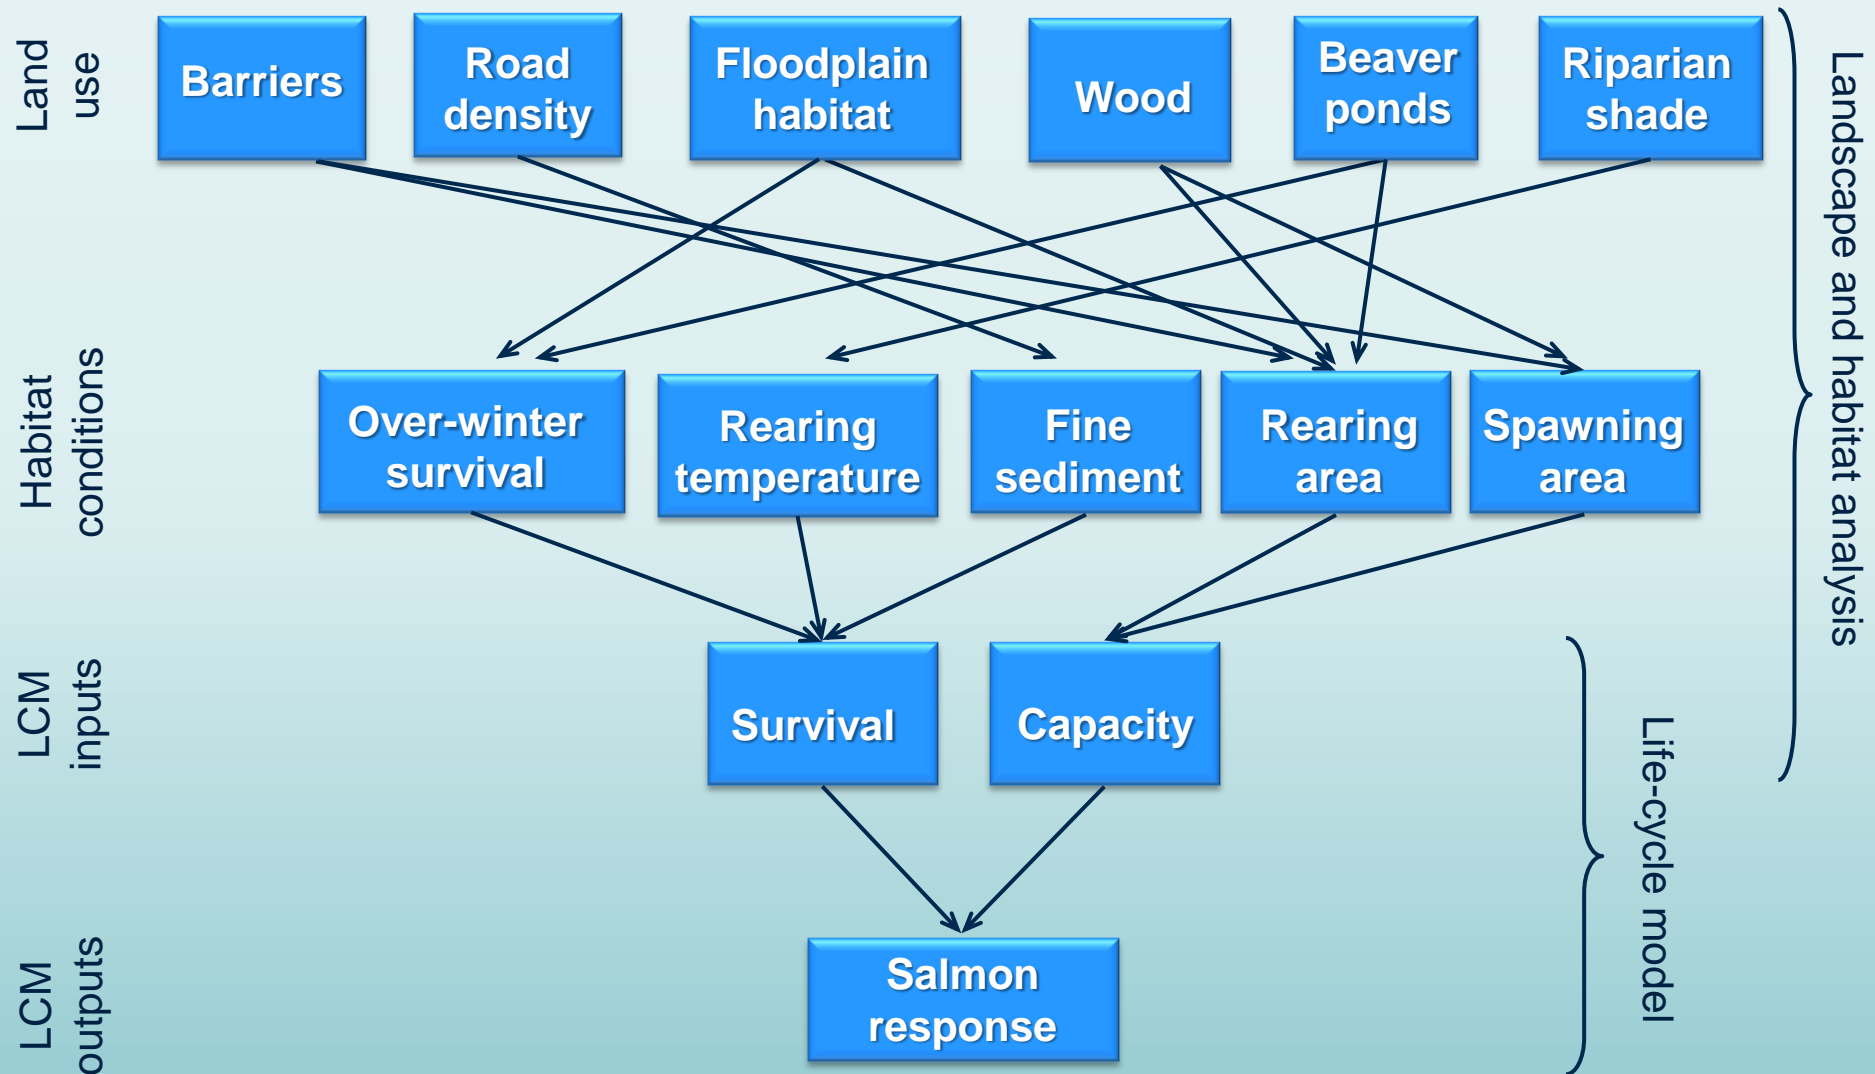 Land
use
Barriers
Road
density
Floodplain
habitat
Wood
Beaver
ponds
Riparian
shade
Landscape and habitat analysis
Habitat
conditions
Over-winter
survival
Rearing
temperature
Fine
sediment
Rearing
area
Spawning
area
LCM
inputs
Survival
Capacity
Life-cycle model
LCM
outputs
Salmon
response